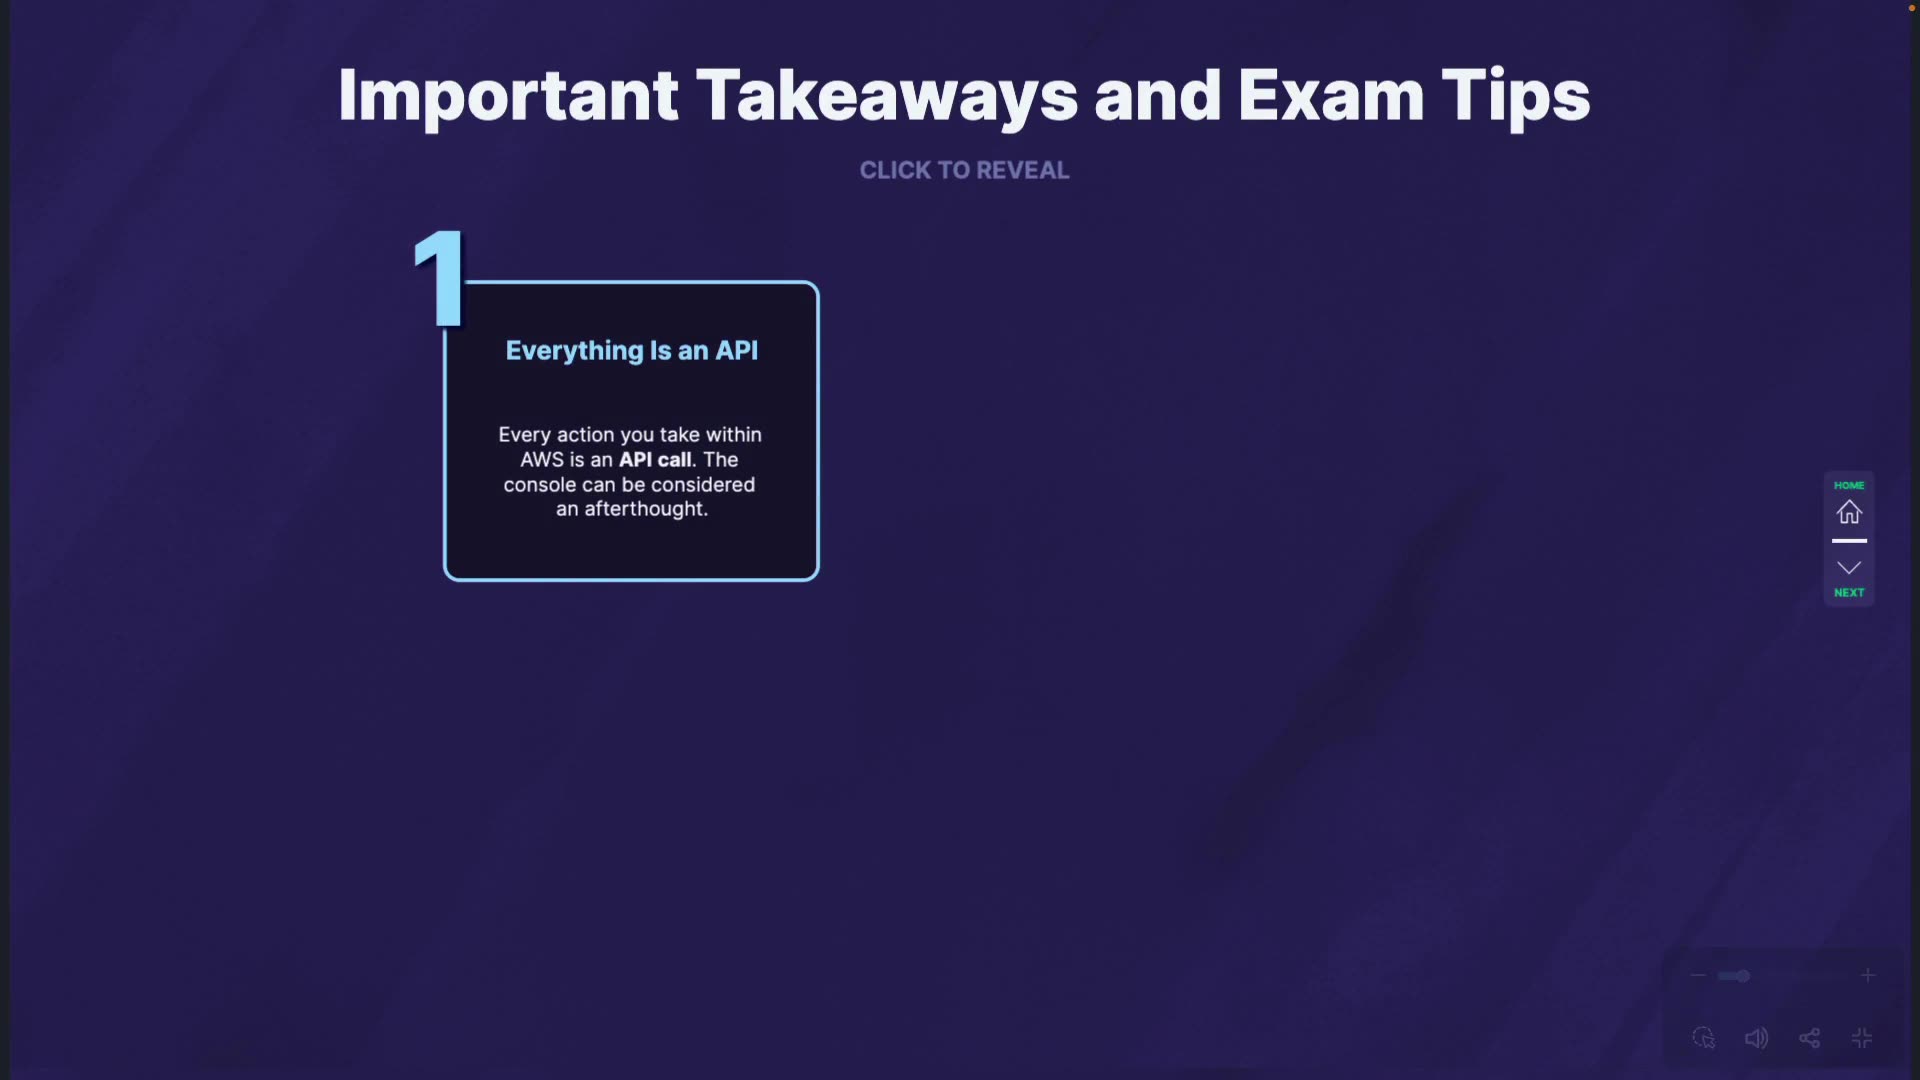 Important Takeaways and Exam Tips
CLICK TO REVEAL
1
Everything Is an API
Every action you take within
AWS is an API call. The
console can be considered
an afterthought.
HOME
NEXT